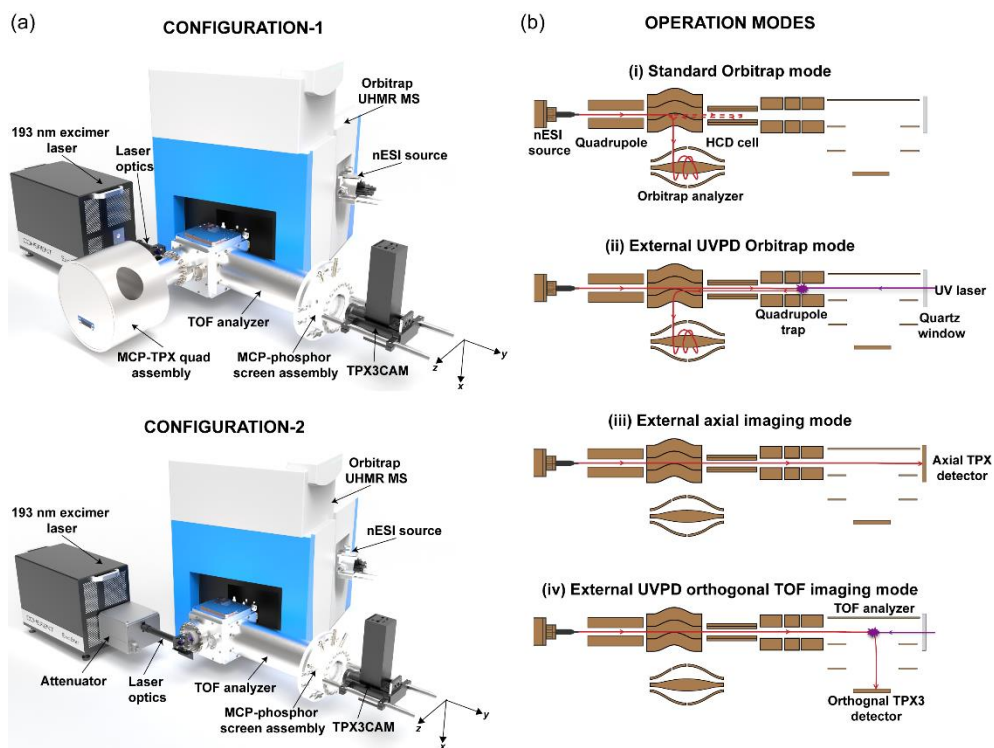 (a)
CONFIGURATION-1
Orbitrap
UHMR MS
193 nm excimer
laser
Laser
optics
nESI source
COHERENT
TOF analyzer
MCP-TPX quad
assembly
MCP-phosphor
screen assembly
TPX3CAM
y
z
x
CONFIGURATION-2
Orbitrap
UHMR MS
193 nm excimer
laser
nESI source
COHERENT
Attenuator
Laser
optics
TOF analyzer
MCP-phosphor
screen assembly
TPX3CAM
y
z
x
(b)
OPERATION MODES
(i) Standard Orbitrap mode
nESI
source
Quadrupole
HCD cell
Orbitrap analyzer
(ii) External UVPD Orbitrap mode
UV laser
Quadrupole
trap
Quartz
window
(iii) External axial imaging mode
Axial TPX
detector
(iv) External UVPD orthogonal TOF imaging mode
TOF analyzer
Orthognal TPX3
detector